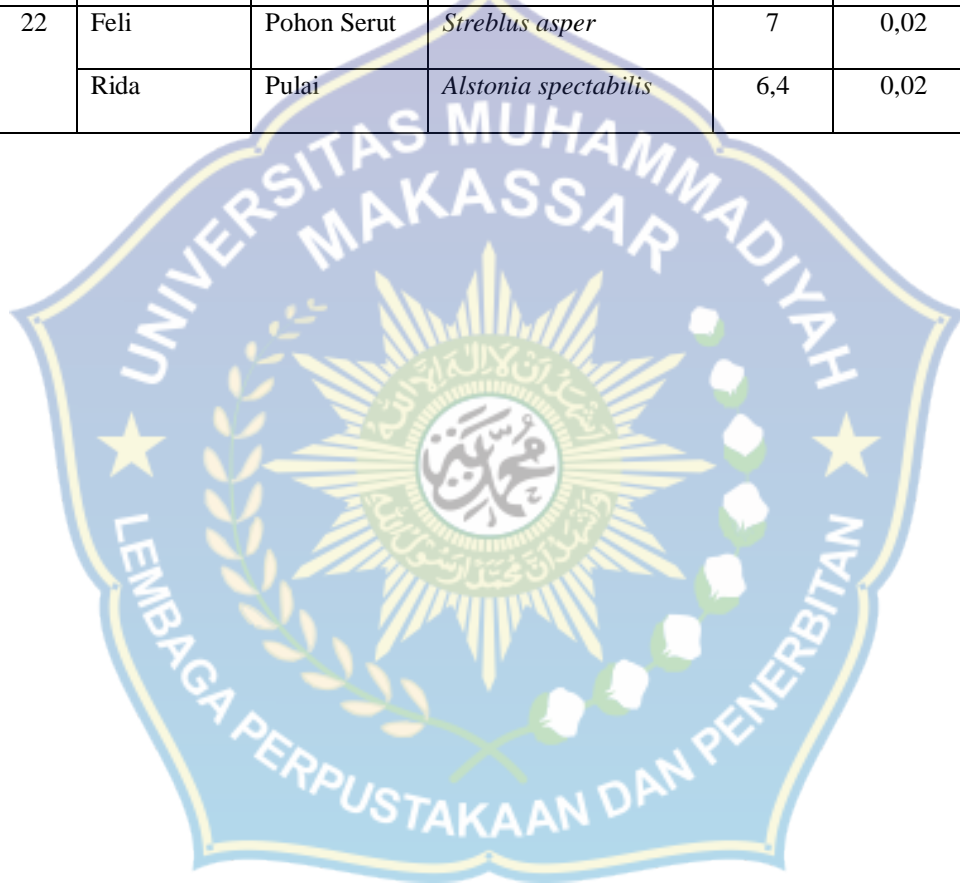 22 Feli Pohon Serut Streblus asper 7 0,02
Rida Pulai Alstonia spectabilis 6,4 0,02
UNIVERSITAS MUHAMMADIYAH
MAKASSAR
LEMBAGA PERPUSTAKAAN DAN PENERBITAN